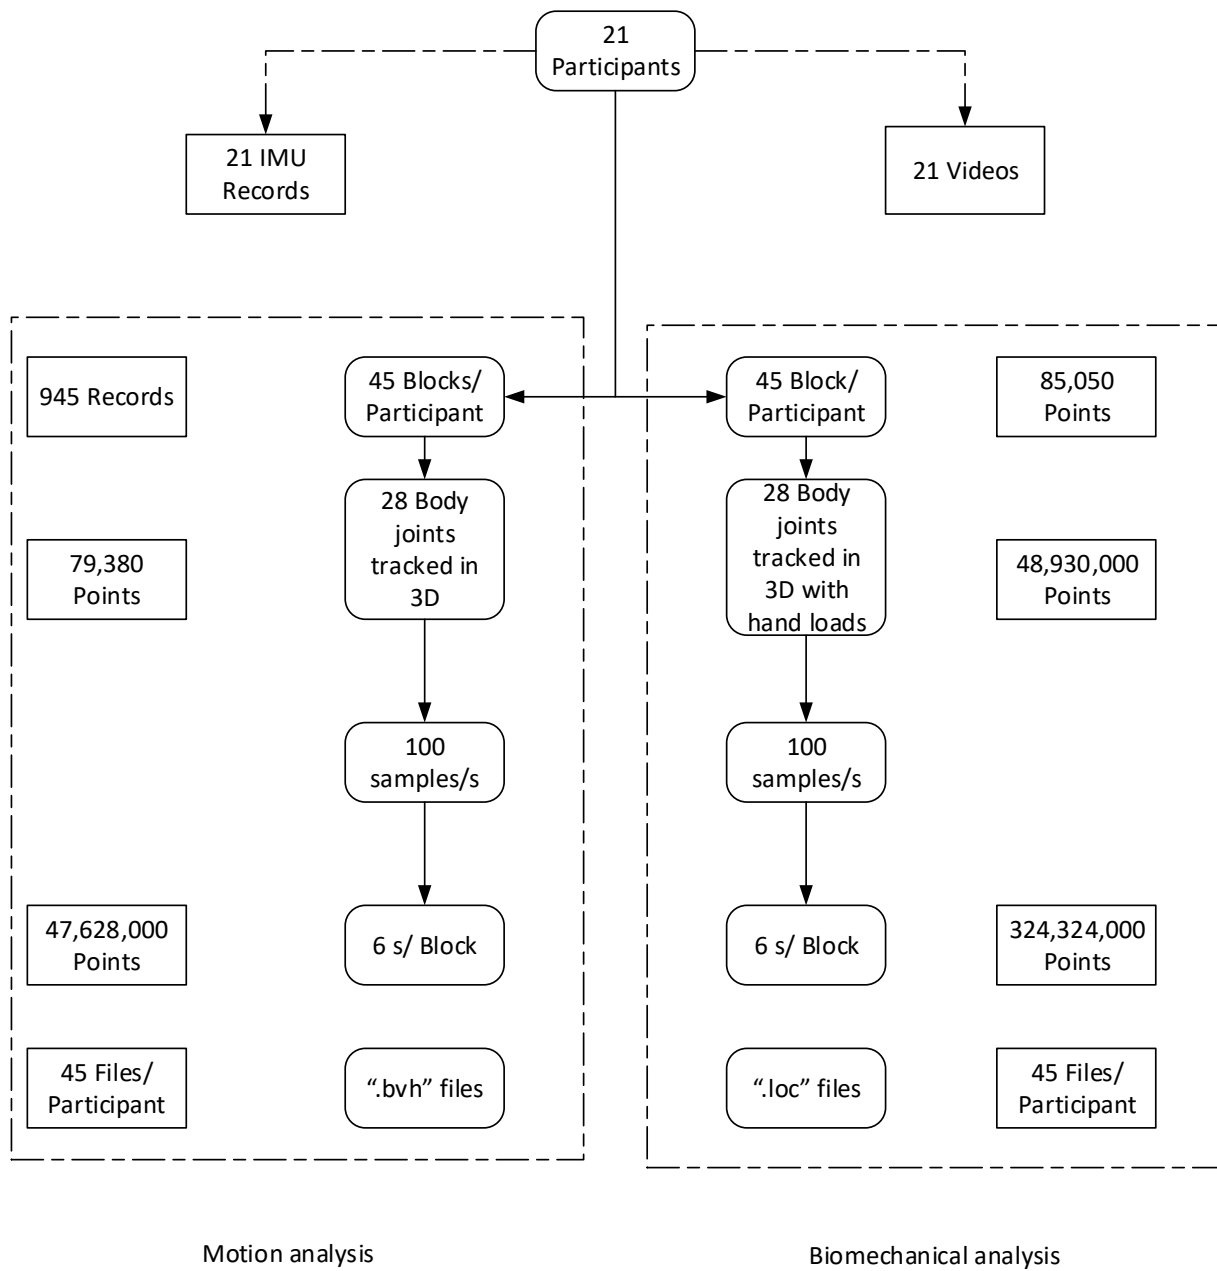 21
Participants
21 IMU
Records
21 Videos
945 Records
45 Blocks/
Participant
45 Block/
Participant
85,050
Points
28 Body
joints
tracked in
3D
28 Body
joints
tracked in
3D with
hand loads
79,380
Points
48,930,000
Points
100
samples/s
100
samples/s
47,628,000
Points
6 s/ Block
6 s/ Block
324,324,000
Points
45 Files/
Participant
“.bvh” files
“.loc” files
45 Files/
Participant
Motion analysis
Biomechanical analysis